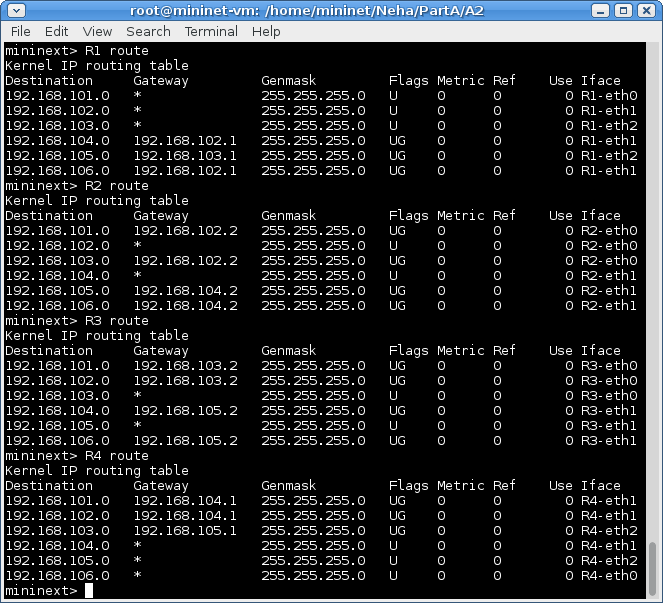 root@mininet-vm: /home/mininet/Neha/PartA/A2
File Edit View Search Terminal Help
mininext> R1 route
Kernel IP routing table
Destination Gateway Genmask Flags Metric Ref Use Iface
192.168.101.0 * 255.255.255.0 U 0 0 0 R1-eth0
192.168.102.0 * 255.255.255.0 U 0 0 0 R1-eth1
192.168.103.0 * 255.255.255.0 U 0 0 0 R1-eth2
192.168.104.0 192.168.102.1 255.255.255.0 UG 0 0 0 R1-eth1
192.168.105.0 192.168.103.1 255.255.255.0 UG 0 0 0 R1-eth2
192.168.106.0 192.168.102.1 255.255.255.0 UG 0 0 0 R1-eth1
mininext> R2 route
Kernel IP routing table
Destination Gateway Genmask Flags Metric Ref Use Iface
192.168.101.0 192.168.102.2 255.255.255.0 UG 0 0 0 R2-eth0
192.168.102.0 * 255.255.255.0 U 0 0 0 R2-eth0
192.168.103.0 192.168.102.2 255.255.255.0 UG 0 0 0 R2-eth0
192.168.104.0 * 255.255.255.0 U 0 0 0 R2-eth1
192.168.105.0 192.168.104.2 255.255.255.0 UG 0 0 0 R2-eth1
192.168.106.0 192.168.104.2 255.255.255.0 UG 0 0 0 R2-eth1
mininext> R3 route
Kernel IP routing table
Destination Gateway Genmask Flags Metric Ref Use Iface
192.168.101.0 192.168.103.2 255.255.255.0 UG 0 0 0 R3-eth0
192.168.102.0 192.168.103.2 255.255.255.0 UG 0 0 0 R3-eth0
192.168.103.0 * 255.255.255.0 U 0 0 0 R3-eth0
192.168.104.0 192.168.105.2 255.255.255.0 UG 0 0 0 R3-eth1
192.168.105.0 * 255.255.255.0 U 0 0 0 R3-eth1
192.168.106.0 192.168.105.2 255.255.255.0 UG 0 0 0 R3-eth1
mininext> R4 route
Kernel IP routing table
Destination Gateway Genmask Flags Metric Ref Use Iface
192.168.101.0 192.168.104.1 255.255.255.0 UG 0 0 0 R4-eth1
192.168.102.0 192.168.104.1 255.255.255.0 UG 0 0 0 R4-eth1
192.168.103.0 192.168.105.1 255.255.255.0 UG 0 0 0 R4-eth2
192.168.104.0 * 255.255.255.0 U 0 0 0 R4-eth1
192.168.105.0 * 255.255.255.0 U 0 0 0 R4-eth2
192.168.106.0 * 255.255.255.0 U 0 0 0 R4-eth0
mininext>